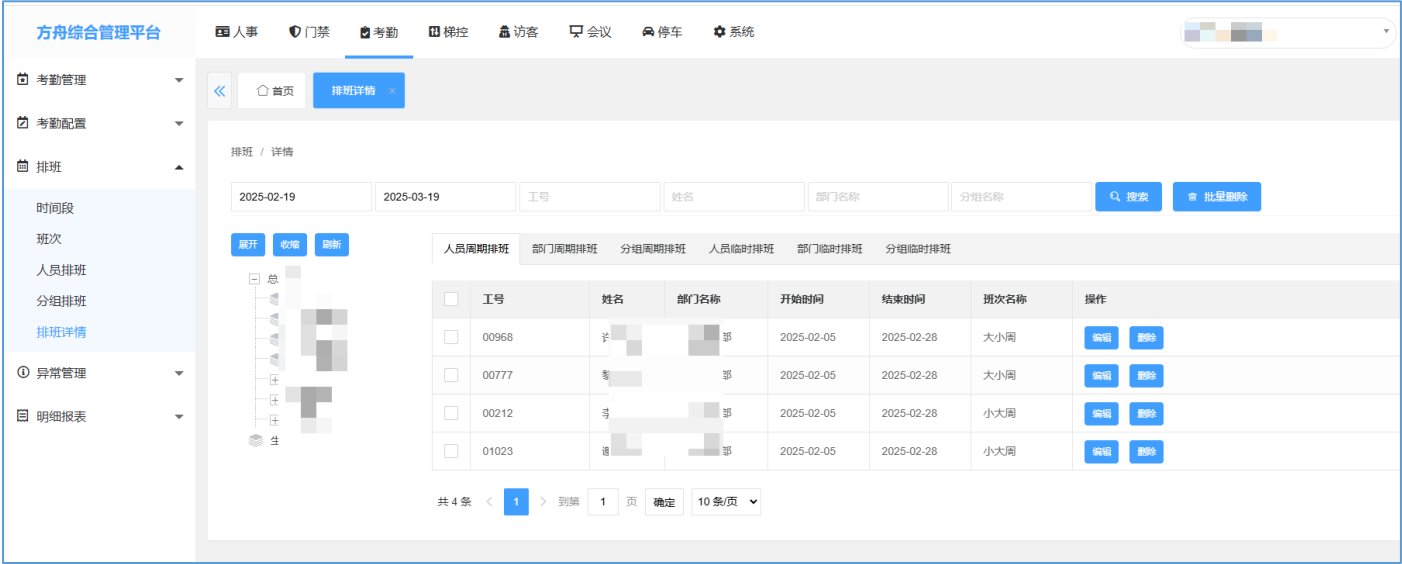 方舟综合管理平台 人事 门禁 考勤 梯控 访客 会议 停车 系统
考勤管理
考勤配置
排班
时间段
班次
人员排班
分组排班
排班详情
异常管理
明细报表
首页 排班详情
排班 / 详情
2025-02-19 2025-03-19 工号 姓名 部门名称 分组名称 搜索 批量删除
展开 收缩 刷新
总
人员周期排班 部门周期排班 分组周期排班 人员临时排班 部门临时排班 分组临时排班
工号 姓名 部门名称 开始时间 结束时间 班次名称 操作
00968 部 2025-02-05 2025-02-28 大小周 编辑 删除
00777 部 2025-02-05 2025-02-28 大小周 编辑 删除
00212 部 2025-02-05 2025-02-28 小大周 编辑 删除
01023 部 2025-02-05 2025-02-28 小大周 编辑 删除
共 4 条 1 到第 1 页 确定 10 条/页